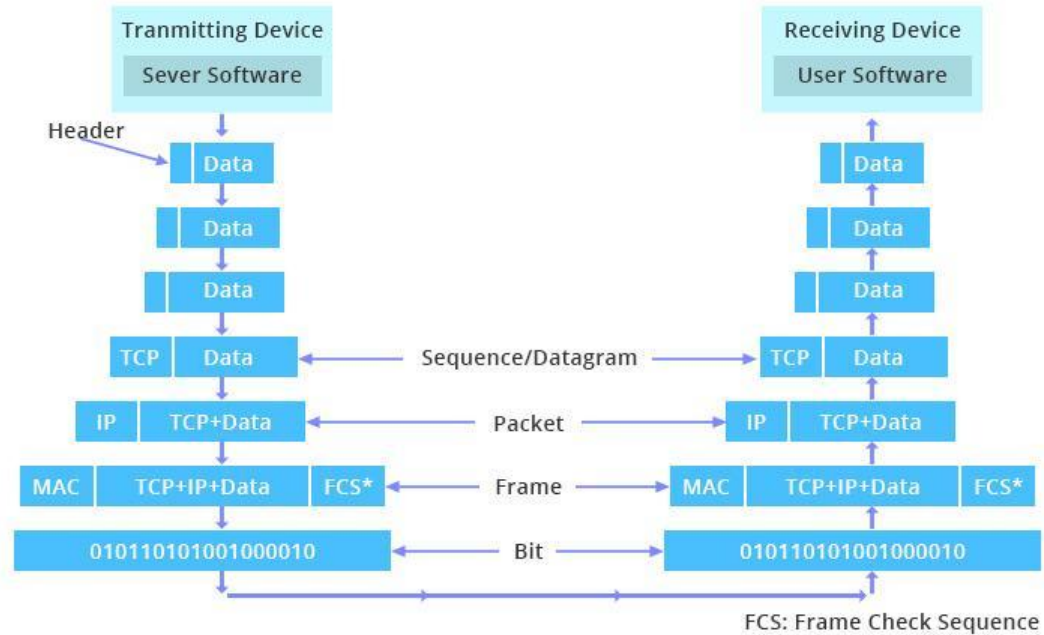 Tranmitting Device
Receiving Device
Sever Software
User Software
Header
Data
Data
Data
Data
Data
Data
TCP Data
Sequence/Datagram
TCP Data
IP TCP+Data
Packet
IP TCP+Data
MAC TCP+IP+Data FCS*
Frame
MAC TCP+IP+Data FCS*
010110101001000010
Bit
010110101001000010
FCS: Frame Check Sequence